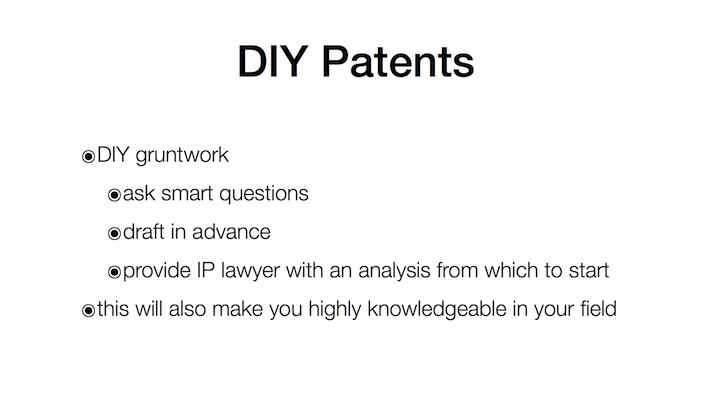 DIY Patents
◉DIY gruntwork
◉ask smart questions
◉draft in advance
◉provide IP lawyer with an analysis from which to start
◉this will also make you highly knowledgeable in your field